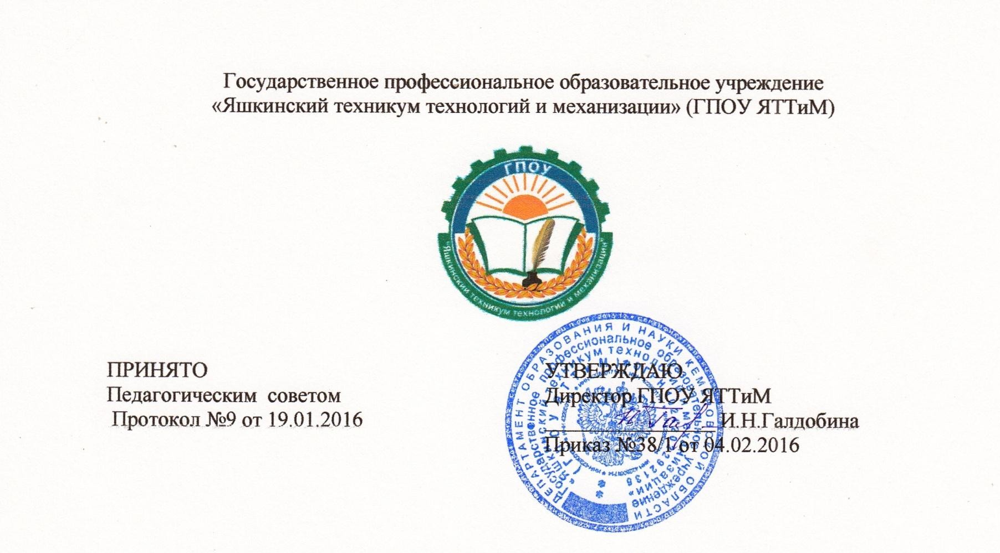 Государственное профессиональное образовательное учреждение
«Яшкинский техникум технологий и механизации» (ГПОУ ЯТТиМ)
ГПОУ
"Яшкинский техникум технологий и механизации"
ПРИНЯТО
Педагогическим советом
Протокол №9 от 19.01.2016
УТВЕРЖДАЮ
Директор ГПОУ ЯТТиМ
И.Н.Галдобина
Приказ №38/1 от 04.02.2016
ДЕПАРТАМЕНТ ОБРАЗОВАНИЯ И НАУКИ КЕМЕРОВСКОЙ ОБЛАСТИ
Государственное профессиональное образовательное учреждение
«Яшкинский техникум технологий и механизации»